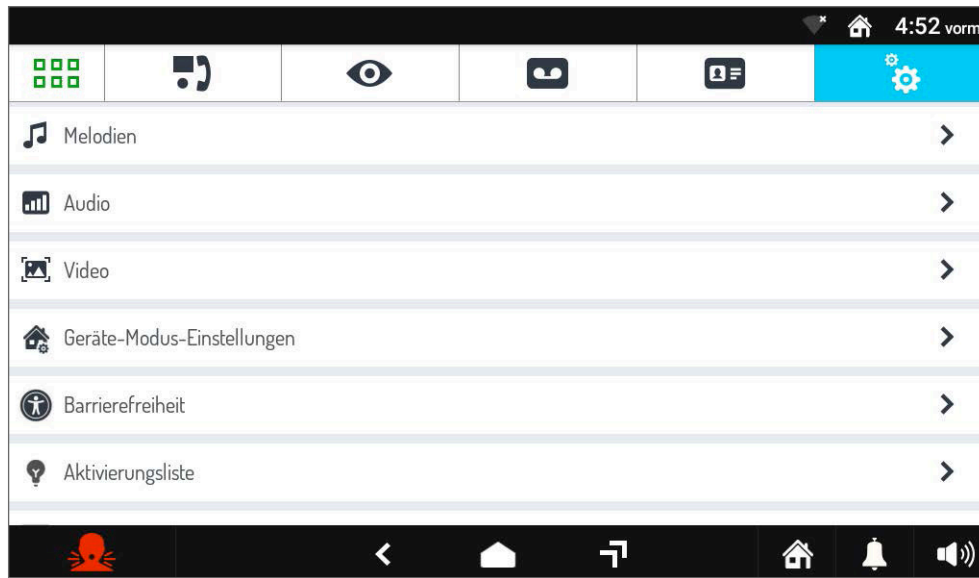 4:52 vorm
Melodien
Audio
Video
Geräte-Modus-Einstellungen
Barrierefreiheit
Aktivierungsliste